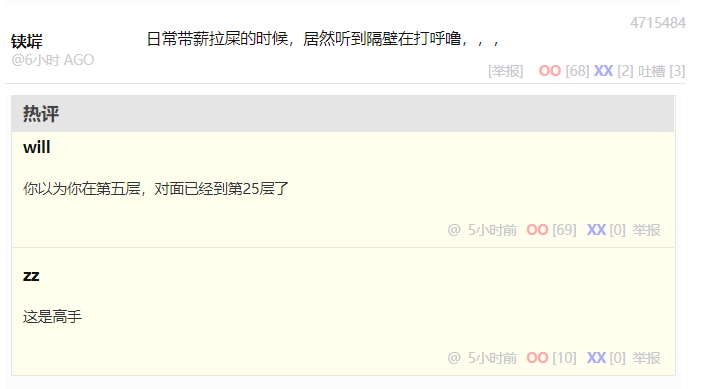 4715484
铗墀
日常带薪拉屎的时候，居然听到隔壁在打呼噜，，，
@6小时 AGO
[举报] OO [68] XX [2] 吐槽 [3]
热评
will
你以为你在第五层，对面已经到第25层了
@ 5小时前 OO [69] XX [0] 举报
zz
这是高手
@ 5小时前 OO [10] XX [0] 举报